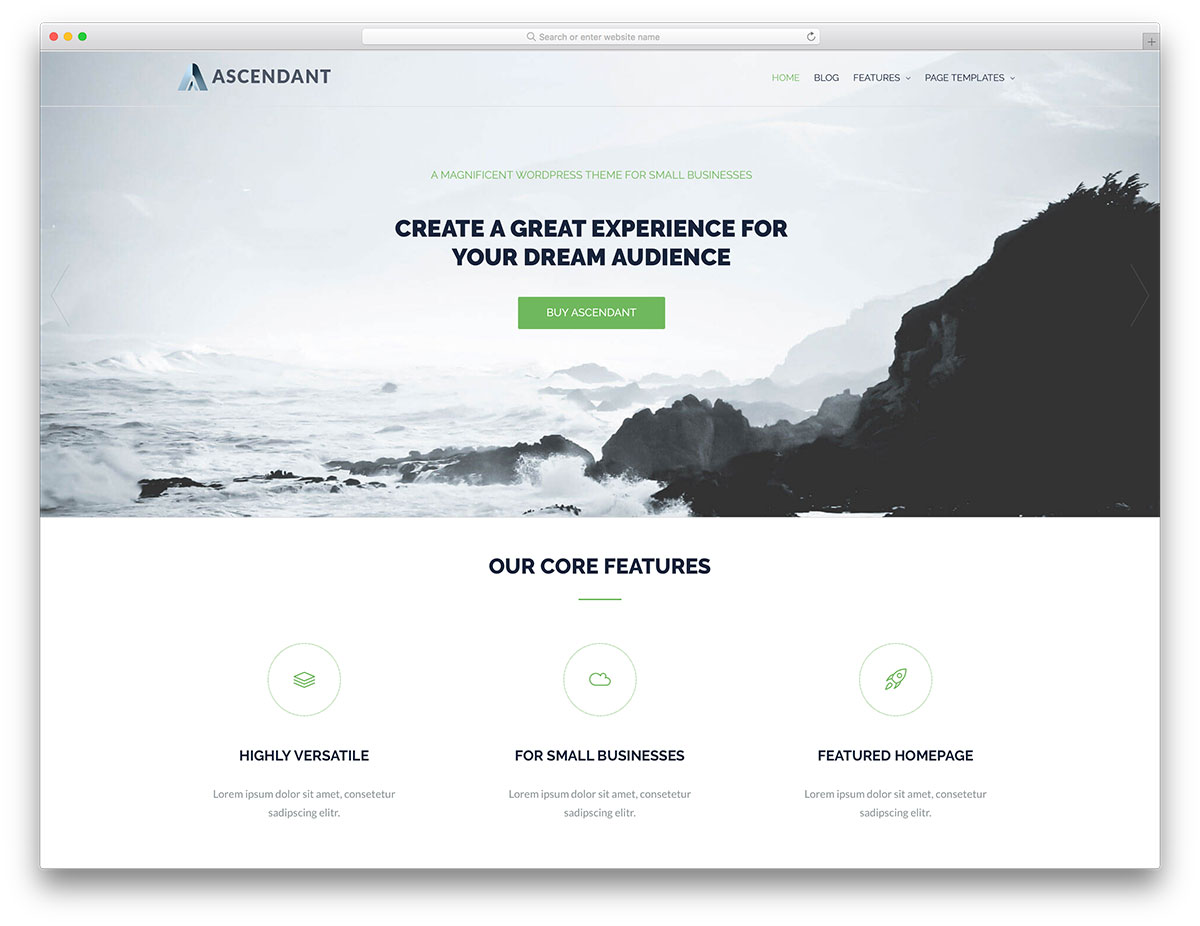 Search or enter website name
ASCENDANT
HOME BLOG FEATURES PAGE TEMPLATES
A MAGNIFICENT WORDPRESS THEME FOR SMALL BUSINESSES
CREATE A GREAT EXPERIENCE FOR
YOUR DREAM AUDIENCE
BUY ASCENDANT
OUR CORE FEATURES
HIGHLY VERSATILE
Lorem ipsum dolor sit amet, consetetur
sadipscing elitr.
FOR SMALL BUSINESSES
Lorem ipsum dolor sit amet, consetetur
sadipscing elitr.
FEATURED HOMEPAGE
Lorem ipsum dolor sit amet, consetetur
sadipscing elitr.